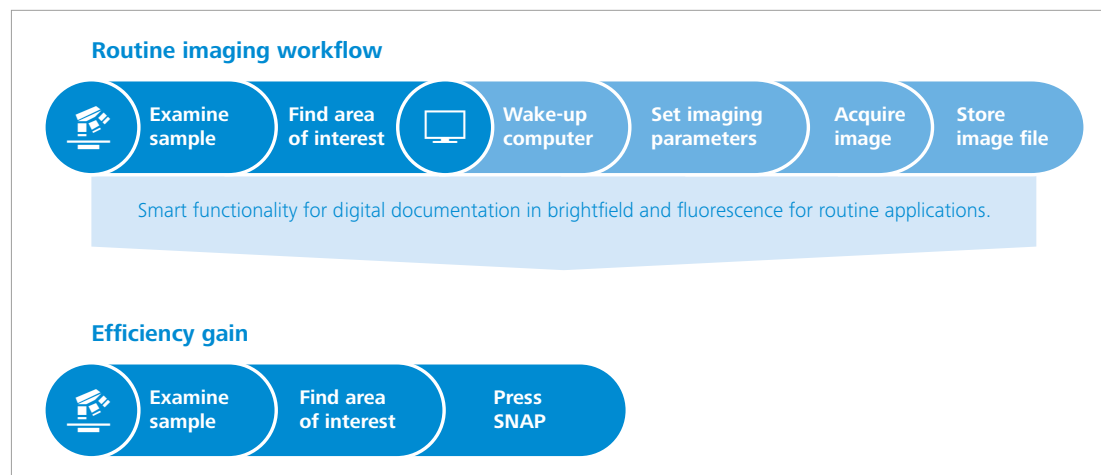 Routine imaging workflow
Examine
sample
Find area
of interest
Wake-up
computer
Set imaging
parameters
Acquire
image
Store
image file
Smart functionality for digital documentation in brightfield and fluorescence for routine applications.
Efficiency gain
Examine
sample
Find area
of interest
Press
SNAP